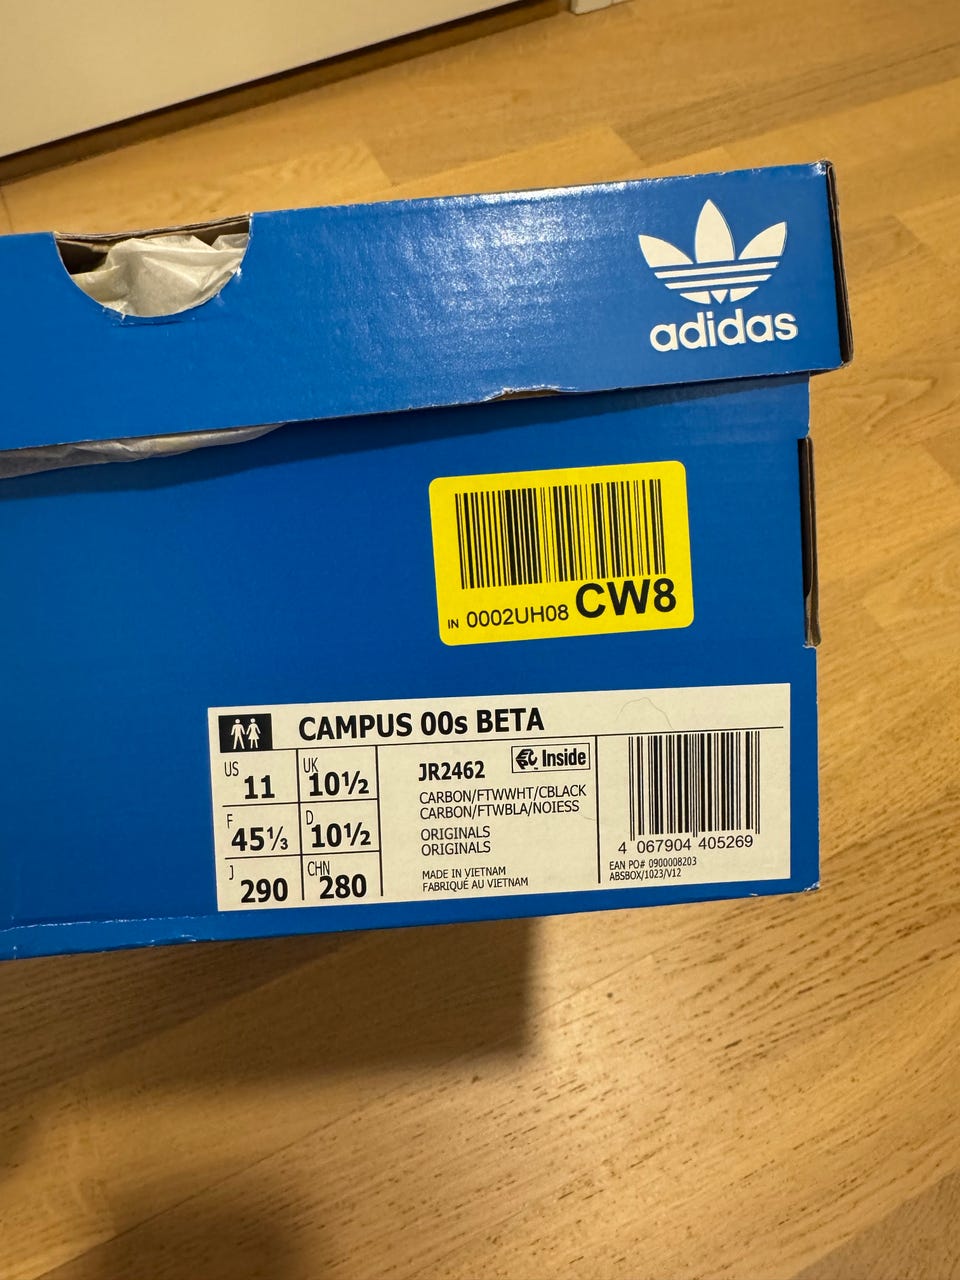 adidas
IN 0002UH08 CW8
CAMPUS 00s BETA
US 11
UK 10½
F 45⅓
D 10½
J 290
CHN 280
JR2462
Inside
CARBON/FTWWHT/CBLACK
CARBON/FTWBLA/NOIESS
ORIGINALS
ORIGINALS
MADE IN VIETNAM
FABRIQUÉ AU VIETNAM
4 067904 405269
EAN PO# 0900008203
ABSBOX/1023/V12